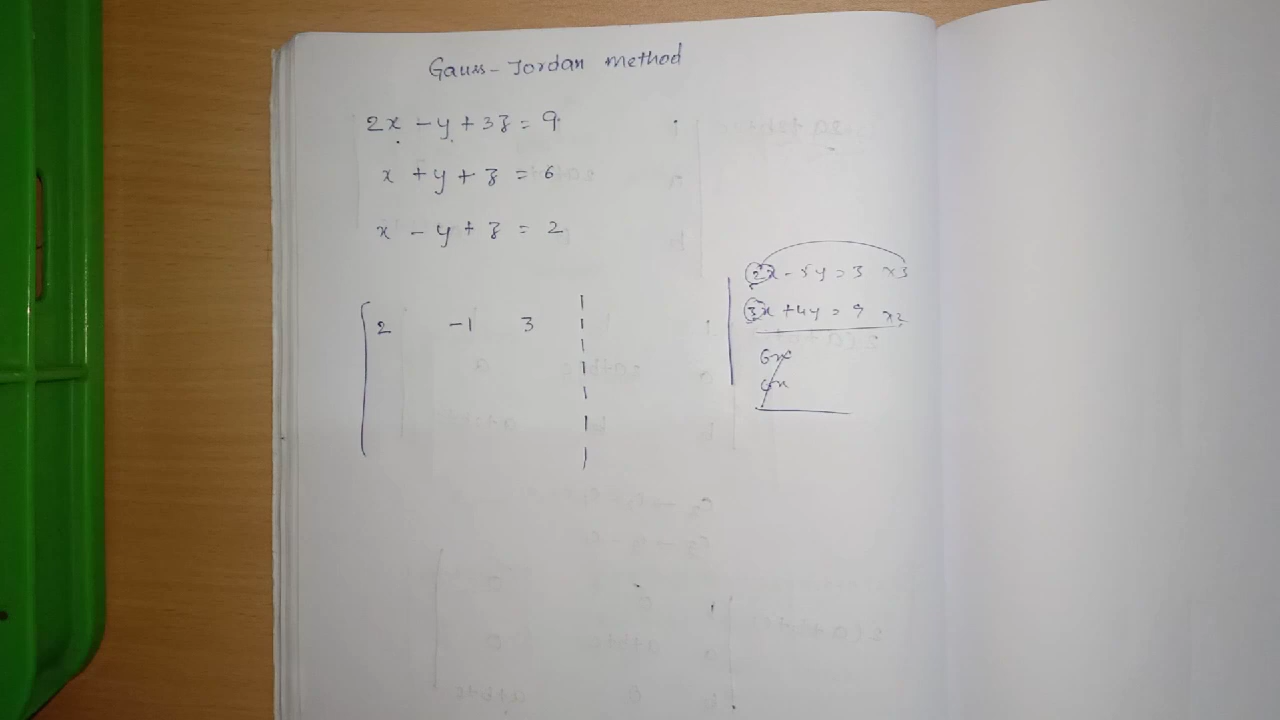 Gauss-Jordan method
2x - y + 3z = 9
x + y + z = 6
x - y + z = 2
2 -1 3
2x - 5y = 3 x3
3x + 4y = 9 x2
6x
6x